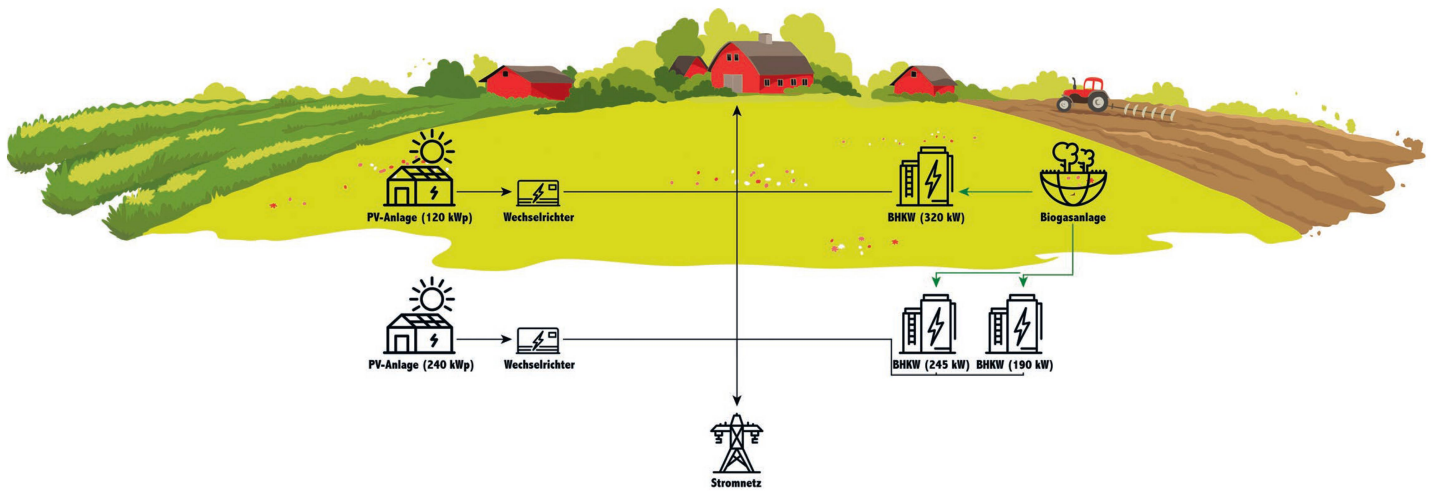 PV-Anlage (120 kWp)
Wechselrichter
BHKW (320 kW)
Biogasanlage
PV-Anlage (240 kWp)
Wechselrichter
BHKW (245 kW)
BHKW (190 kW)
Stromnetz